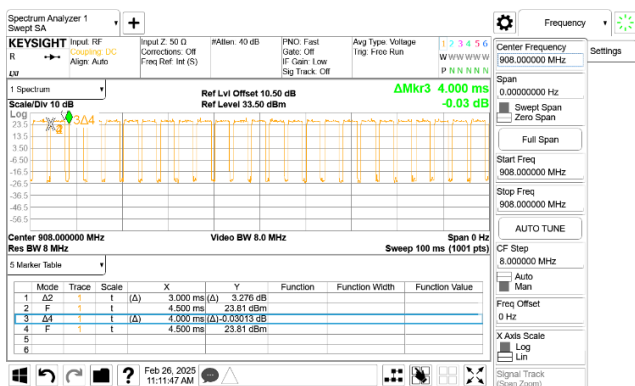 Spectrum Analyzer 1
Swept SA
Frequency
KEYSIGHT Input: RF Input Z: 50 Ω #Atten: 40 dB PNO: Fast Avg Type: Voltage 1 2 3 4 5 6
R Coupling: DC Corrections: Off Gate: Off Trig: Free Run W W W W W W
Align: Auto Freq Ref: Int (S) IF Gain: Low P N N N N N
LXI Sig Track: Off
1 Spectrum
Ref Lvl Offset 10.50 dB ΔMkr3 4.000 ms
Scale/Div 10 dB Ref Level 33.50 dBm -0.03 dB
Log
23.5
13.5
3.50
-6.50
-16.5
-26.5
-36.5
-46.5
-56.5
3Δ4
Center 908.000000 MHz Video BW 8.0 MHz Span 0 Hz
Res BW 8 MHz Sweep 100 ms (1001 pts)
5 Marker Table
Mode Trace Scale X Y Function Function Width Function Value
1 Δ2 1 t (Δ) 3.000 ms (Δ) 3.276 dB
2 F 1 t 4.500 ms 23.81 dBm
3 Δ4 1 t (Δ) 4.000 ms (Δ) -0.03013 dB
4 F 1 t 4.500 ms 23.81 dBm
5
6
Feb 26, 2025
11:11:47 AM
Center Frequency
908.000000 MHz
Settings
Span
0.00000000 Hz
Swept Span
Zero Span
Full Span
Start Freq
908.000000 MHz
Stop Freq
908.000000 MHz
AUTO TUNE
CF Step
8.000000 MHz
Auto
Man
Freq Offset
0 Hz
X Axis Scale
Log
Lin
Signal Track
(Span Zoom)